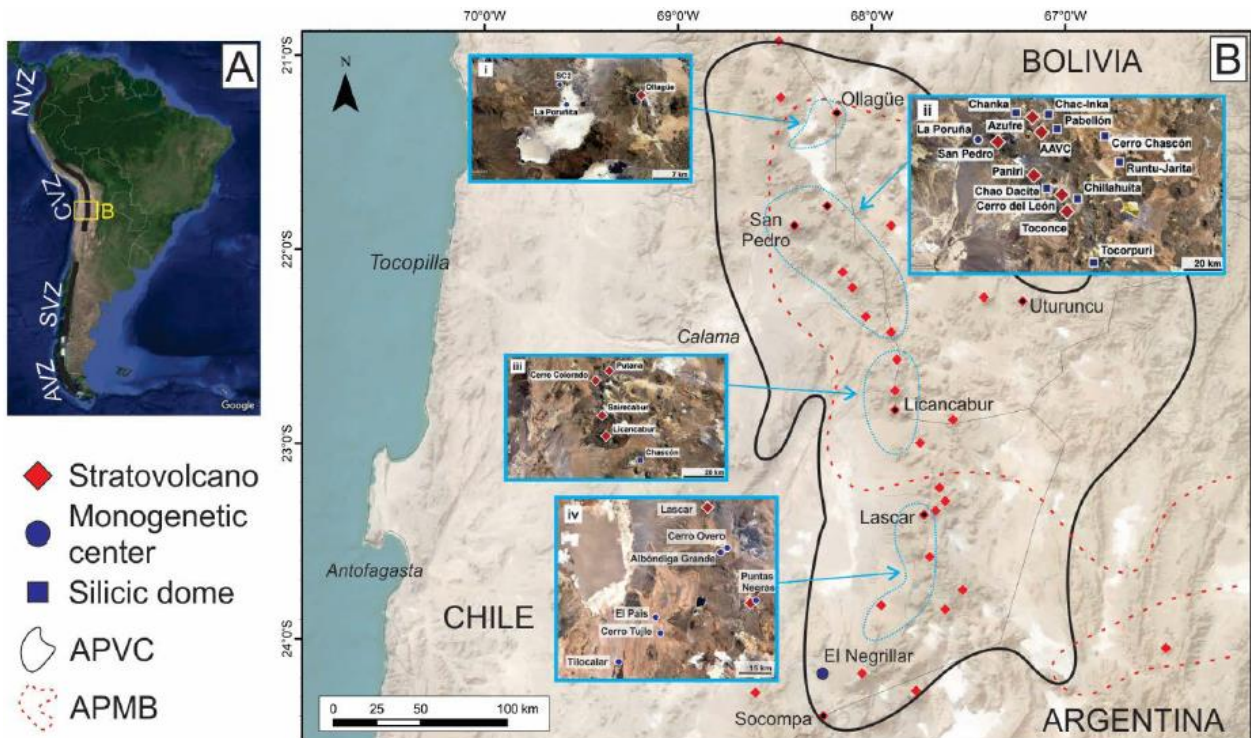 70°0'W
69°0'W
68°0'W
67°0'W
A
NVZ
CVZ
B
SVZ
AVZ
Google
Stratovolcano
Monogenetic
center
Silicic dome
APVC
APMB
21°0'S
22°0'S
23°0'S
24°0'S
N
B
BOLIVIA
CHILE
ARGENTINA
Tocopilla
Calama
Antofagasta
Ollagüe
San
Pedro
Uturuncu
Licancabur
Lascar
El Negrillar
Socompa
0 25 50 100 km
i
SC2
La Poruñita
Ollagüe
7 km
ii
Chanka
Chac-Inka
La Poruña
Azufre
Pabellón
San Pedro
AAVC
Cerro Chascón
Paniri
Runtu-Jarita
Chao Dacite
Chillahuita
Cerro del León
Toconce
Tocorpuri
20 km
iii
Putana
Cerro Colorado
Sairecabur
Licancabur
Chascón
20 km
iv
Lascar
Cerro Overo
Albóndiga Grande
Puntas
Negras
El País
Cerro Tujle
Tilocalar
15 km